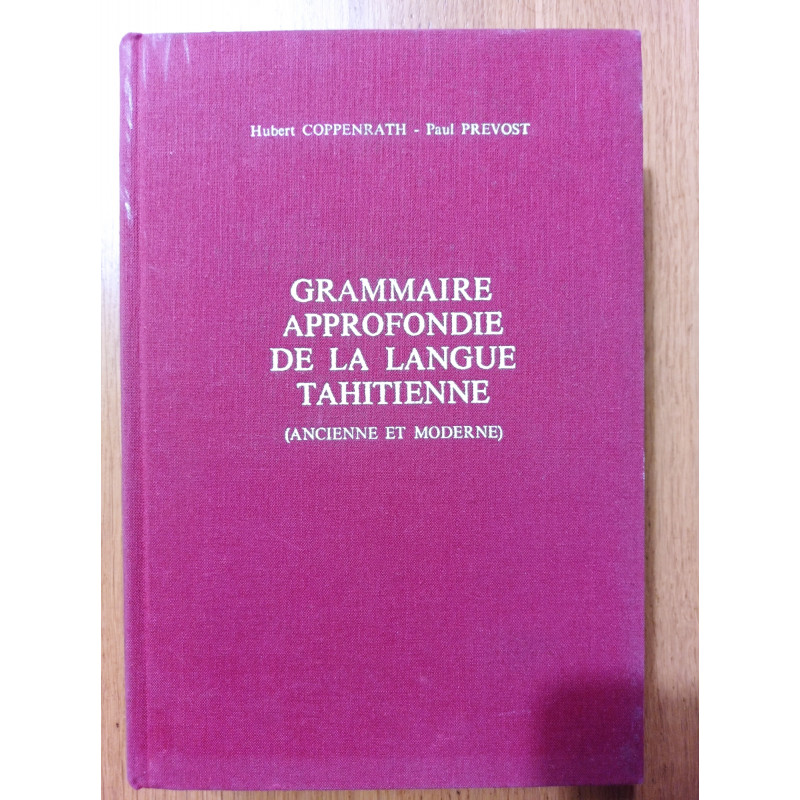 Hubert COPPENRATH - Paul PREVOST
GRAMMAIRE
APPROFONDIE
DE LA LANGUE
TAHITIENNE
(ANCIENNE ET MODERNE)